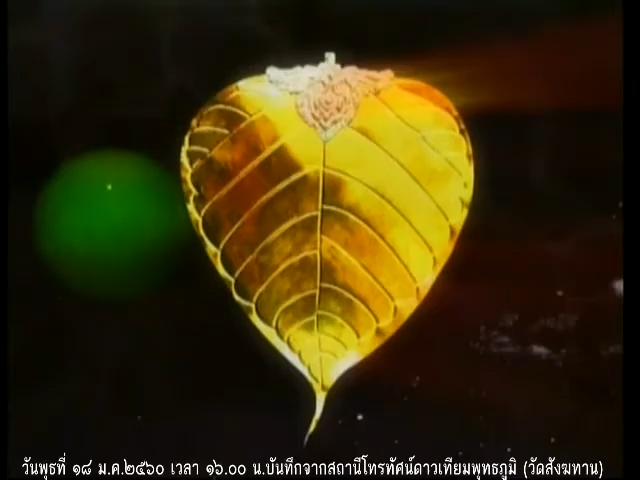 วันพุธที่ ๑๘ ม.ค.๒๕๖๐ เวลา ๑๖.๐๐ น.บันทึกจากสถานีโทรทัศน์ดาวเทียมพุทธภูมิ (วัดสังฆทาน)